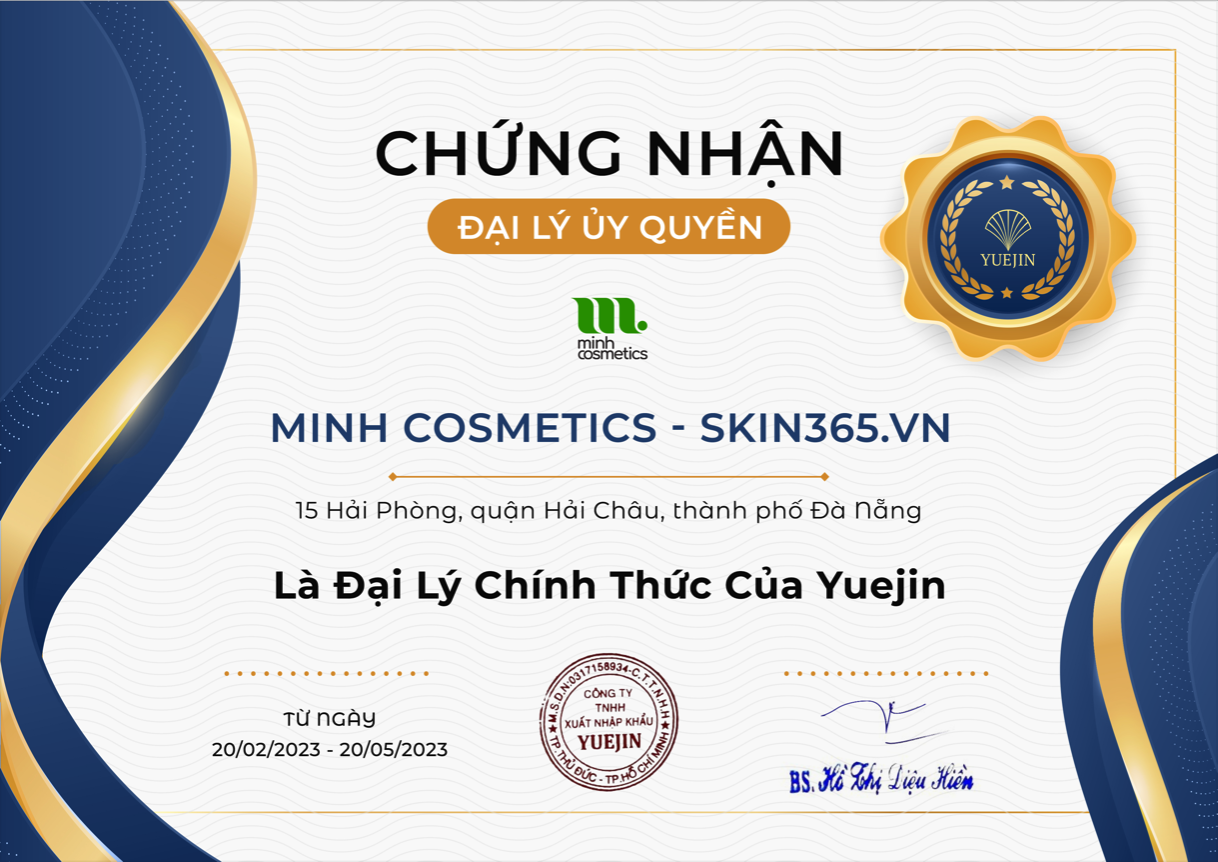 CHỨNG NHẬN
ĐẠI LÝ ỦY QUYỀN
YUEJIN
minh
cosmetics
MINH COSMETICS - SKIN365.VN
15 Hải Phòng, quận Hải Châu, thành phố Đà Nẵng
Là Đại Lý Chính Thức Của Yuejin
TỪ NGÀY
20/02/2023 - 20/05/2023
M.S.D.N:0317158934-C.T.T.N.H.H
CÔNG TY
TNHH
XUẤT NHẬP KHẨU
YUEJIN
TP.THỦ ĐỨC - TP.HỒ CHÍ MINH
BS. Hồ Thị Diệu Hiền